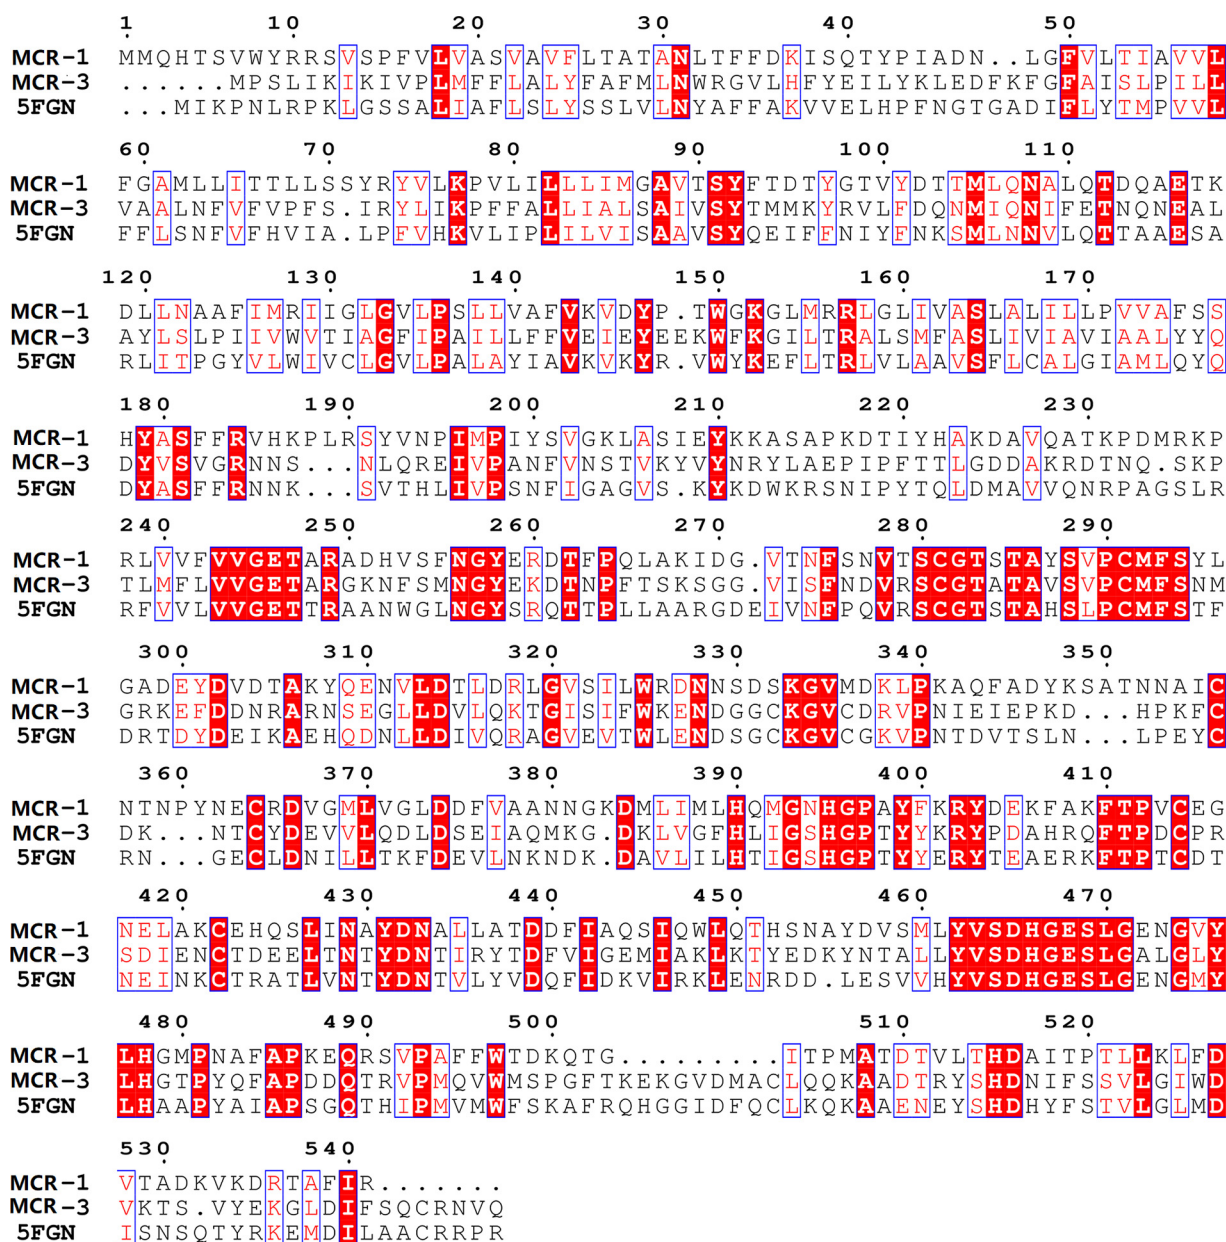 1 10 20 30 40 50
MCR-1 MMQHTSVWYRRSVSPFVLVASVAVFLTATANLTFFDKISQTYPIADN..LGFVLTIAVVL
MCR-3 ......MPSLIKIKIVPLMFFLALYFAFMLNWRGVLHFYEILYKLEDFKFGFAISLPILL
5FGN ...MIKPNLRPKLGSSALIAFLSLYSSLVLNYAFFAKVVELHPFNGTGADIFLYTMPVVL
60 70 80 90 100 110
MCR-1 FGAMLLITTLLSSYRYVLKPVLILLLIMGAVTSYFTDTYGTVYDTTMLQNALQTDQAETK
MCR-3 VAALNFVFVPFS.IRYLIKPFFALLIALSAIVSYTMMKYRVLFDQNMIQNIFETNQNEAL
5FGN FFLSNFVFHVIA.LPFVHKVLIPLILVISAAVSYQEIFFNIYFNKSMLNNVLQTTAAESA
120 130 140 150 160 170
MCR-1 DLLNAAFIMRIIGLGVLPSLLVAFVKVDYP.TWGKGLMRRLGLIVASLALILLPVVAFSS
MCR-3 AYLSLPIIVWVTIAGFIPAILLFFVEIEYEEKWFKGILTRALSMFASLIVIAVIAALYYQ
5FGN RLITPGYVLWIVCLGVLPALAYIAVKVKYR.VWYKEFLTRLVLAAVSFLCALGIAMLQYQ
180 190 200 210 220 230
MCR-1 HYASFFRVHKPLRSYVNPIMPIYSVGKLASIEYKKASAPKDTIYHAKDAVQATKPDMRKP
MCR-3 DYVSVGRNNS...NLQREIVPANFVNSTVKYVYNRYLAEPIPFTTLGDDAKRDTNQ.SKP
5FGN DYASFFRNNK...SVTHLIVPSNFIGAGVS.KYKDWKRSNIPYTQLDMAVVQNRPAGSLR
240 250 260 270 280 290
MCR-1 RLVVFVVGETARADHVSFNGYERDTFPQLAKIDG.VTNFSNVTSCGTSTAYSVPCMFSYL
MCR-3 TLMFLVVGETARGKNFSMNGYEKDTNPFTSKSGG.VISFNDVRSCGTATAVSVPCMFSNM
5FGN RFVVLVVGETTRAANWGLNGYSRQTTPLLAARGDEIVNFPQVRSCGTSTAHSLPCMFSTF
300 310 320 330 340 350
MCR-1 GADEYDVDTAKYQENVLDTLDRLGVSILWRDNNSDSKGVMDKLPKAQFADYKSATNNAIC
MCR-3 GRKEFDDNRARNSEGLLDVLQKTGISIFWKENDGGCKGVCDRVPNIEIEPKD...HPKFC
5FGN DRTDYDEIKAEHQDNLLDIVQRAGVEVTWLENDSGCKGVCGKVPNTDVTSLN...LPEYC
360 370 380 390 400 410
MCR-1 NTNPYNECRDVGMLVGLDDFVAANNGKDMLIMLHQMGNHGPAYFKRYDEKFAKFTPVCEG
MCR-3 DK...NTCYDEVVLQDLDSEIAQMKG.DKLVGFHLIGSHGPTYYKRYPDAHRQFTPDCPR
5FGN RN...GECLDNILLTKFDEVLNKNDK.DAVLILHTIGSHGPTYYERYTEAERKFTPTCDT
420 430 440 450 460 470
MCR-1 NELAKCEHQSLINAYDNALLATDDFIAQSIQWLQTHSNAYDVSMLYVSDHGESLGENGVY
MCR-3 SDIENCTDEELTNTYDNTIRYTDFVIGEMIAKLKTYEDKYNTALLYVSDHGESLGALGLY
5FGN NEINKCTRATLVNTYDNTVLYVDQFIDKVIRKLENRDD.LESVVHYVSDHGESLGENGMY
480 490 500 510 520
MCR-1 LHGMPNAFAPKEQRSVPAFFWTDKQTG.........ITPMATDTVLTHDAITPTLLKLFD
MCR-3 LHGTPYQFAPDDQTRVPMQVWMSPGFTKEKGVDMACLQQKAADTRYSHDNIFSSVLGIWD
5FGN LHAAPYAIAPSGQTHIPMVMWFSKAFRQHGGIDFQCLKQKAAENEYSHDHYFSTVLGLMD
530 540
MCR-1 VTADKVKDRTAFIR.......
MCR-3 VKTS.VYEKGLDIFSQCRNVQ
5FGN ISNSQTYRKEMDILAACRRPR